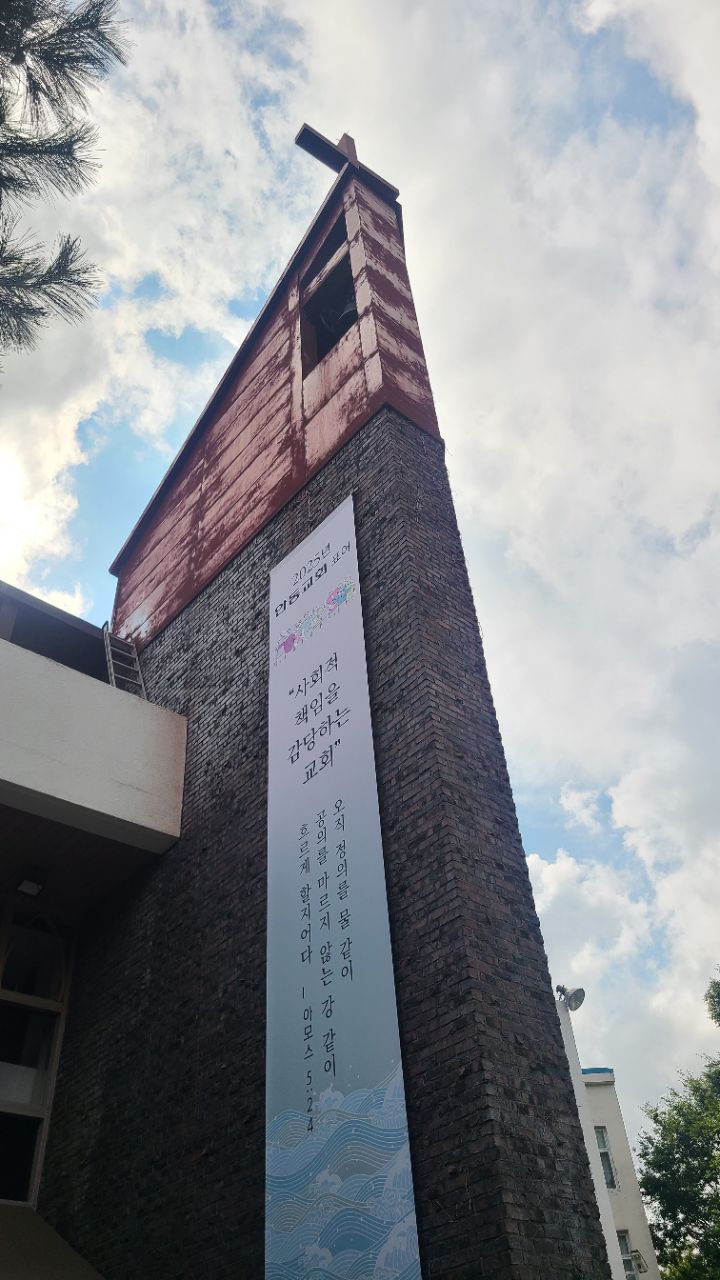 2025년
안동교회 표어
"사회적
책임을
감당하는
교회"
오직 정의를 물 같이
공의를 마르지 않는 강 같이
흐르게 할지어다 - 아모스 5:24